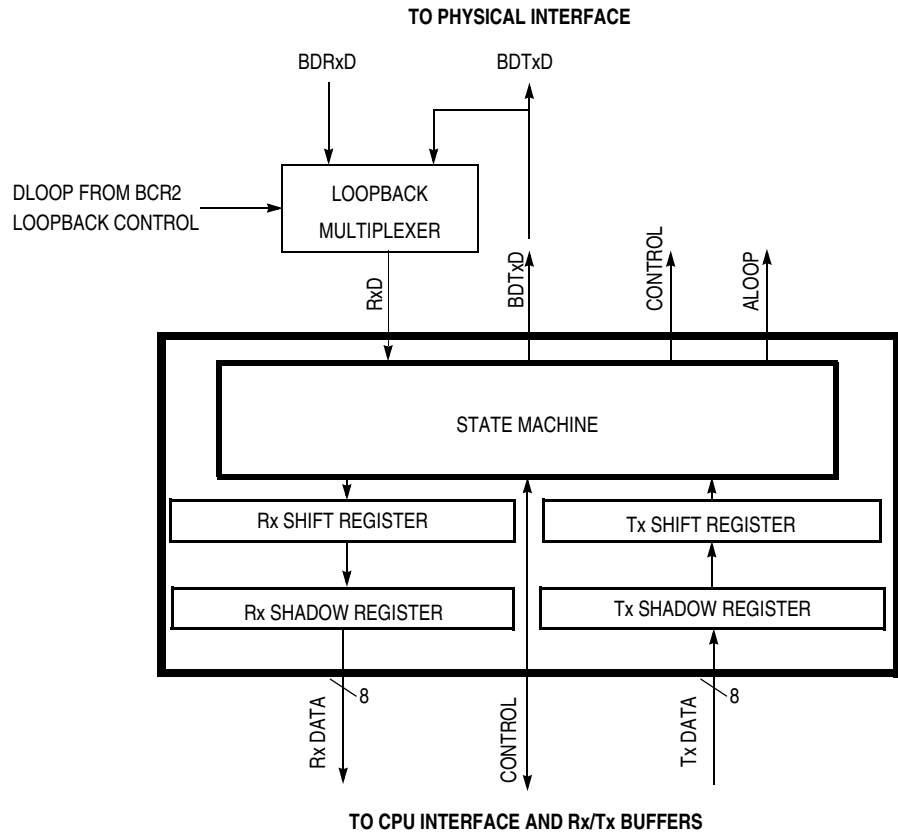 TO PHYSICAL INTERFACE
BDRxD
BDTxD
DLOOP FROM BCR2
LOOPBACK CONTROL
LOOPBACK
MULTIPLEXER
RxD
BDTxD
CONTROL
ALOOP
STATE MACHINE
Rx SHIFT REGISTER
Tx SHIFT REGISTER
Rx SHADOW REGISTER
Tx SHADOW REGISTER
8
8
Rx DATA
CONTROL
Tx DATA
TO CPU INTERFACE AND Rx/Tx BUFFERS